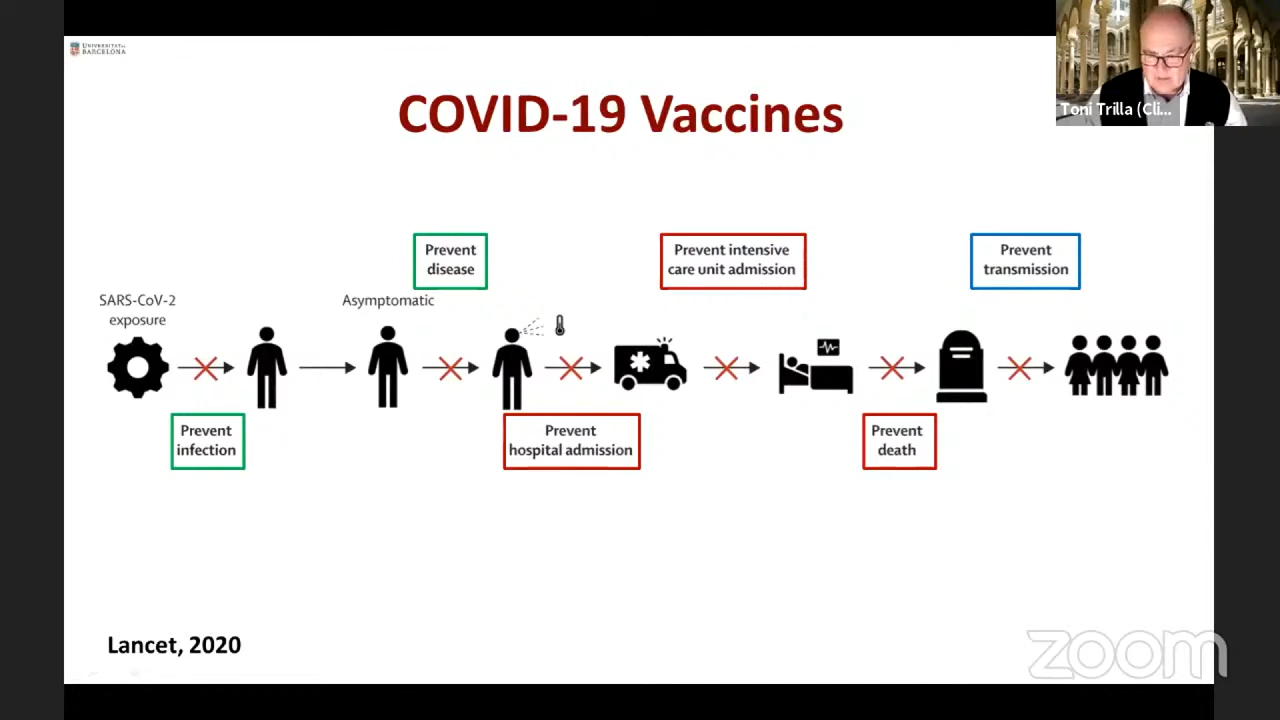 UNIVERSITAT DE
BARCELONA
Toni Trilla (Cli...
COVID-19 Vaccines
Prevent
disease
Prevent intensive
care unit admission
Prevent
transmission
SARS-CoV-2
exposure
Asymptomatic
Prevent
infection
Prevent
hospital admission
Prevent
death
Lancet, 2020
zoom